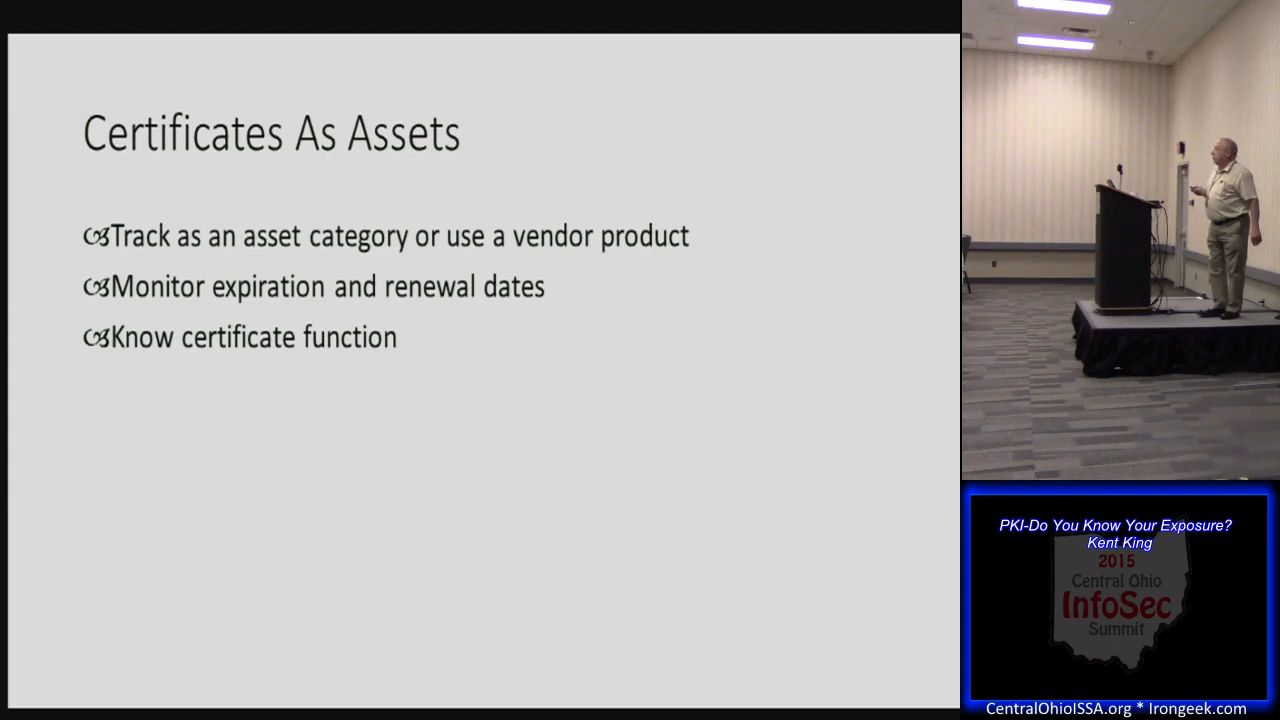 Certificates As Assets
Track as an asset category or use a vendor product
Monitor expiration and renewal dates
Know certificate function
PKI-Do You Know Your Exposure?
Kent King
2015
Central Ohio
InfoSec
Summit
CentralOhioISSA.org * Irongeek.com